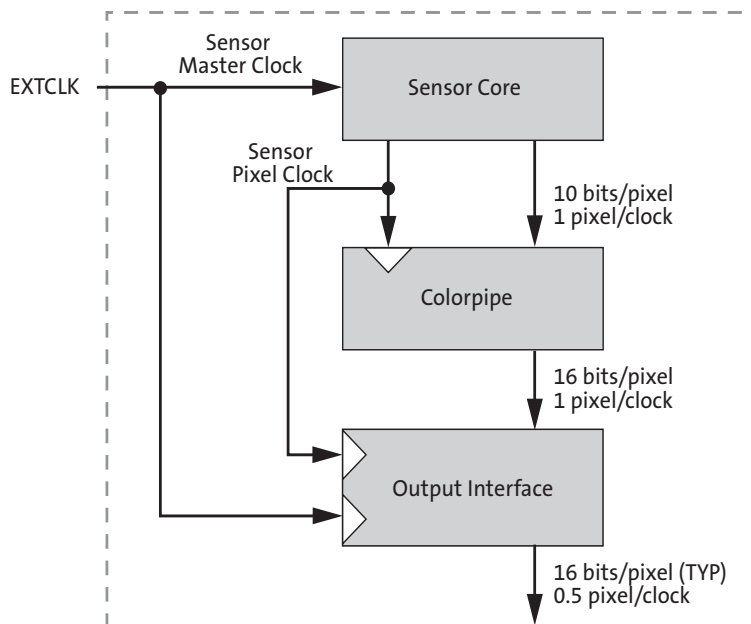 Sensor
Master Clock
EXTCLK
Sensor Core
Sensor
Pixel Clock
10 bits/pixel
1 pixel/clock
Colorpipe
16 bits/pixel
1 pixel/clock
Output Interface
16 bits/pixel (TYP)
0.5 pixel/clock